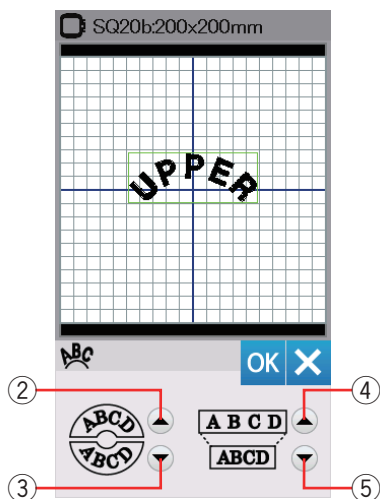 SQ20b:200x200mm
UPPER
ABC
OK
② ④
ABCD
A B C D
ABCD
ABCD
③ ⑤